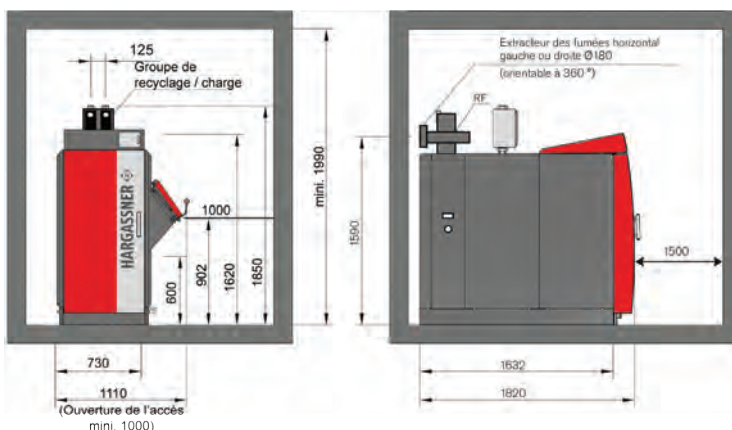 125
Groupe de
recyclage / charge
HARGASSNER
1000
600
902
1620
1850
mini. 1990
730
1110
(Ouverture de l'accès
mini. 1000)
Extracteur des fumées horizontal
gauche ou droite Ø180
(orientable à 360 °)
RF
1590
1500
1632
1820